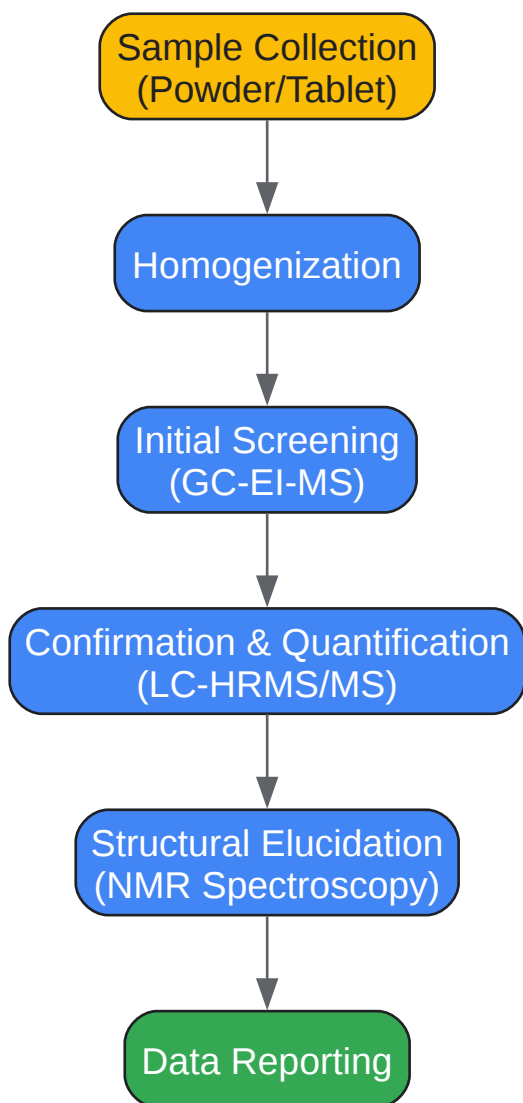 Sample Collection
(Powder/Tablet)
Homogenization
Initial Screening
(GC-EI-MS)
Confirmation & Quantification
(LC-HRMS/MS)
Structural Elucidation
(NMR Spectroscopy)
Data Reporting